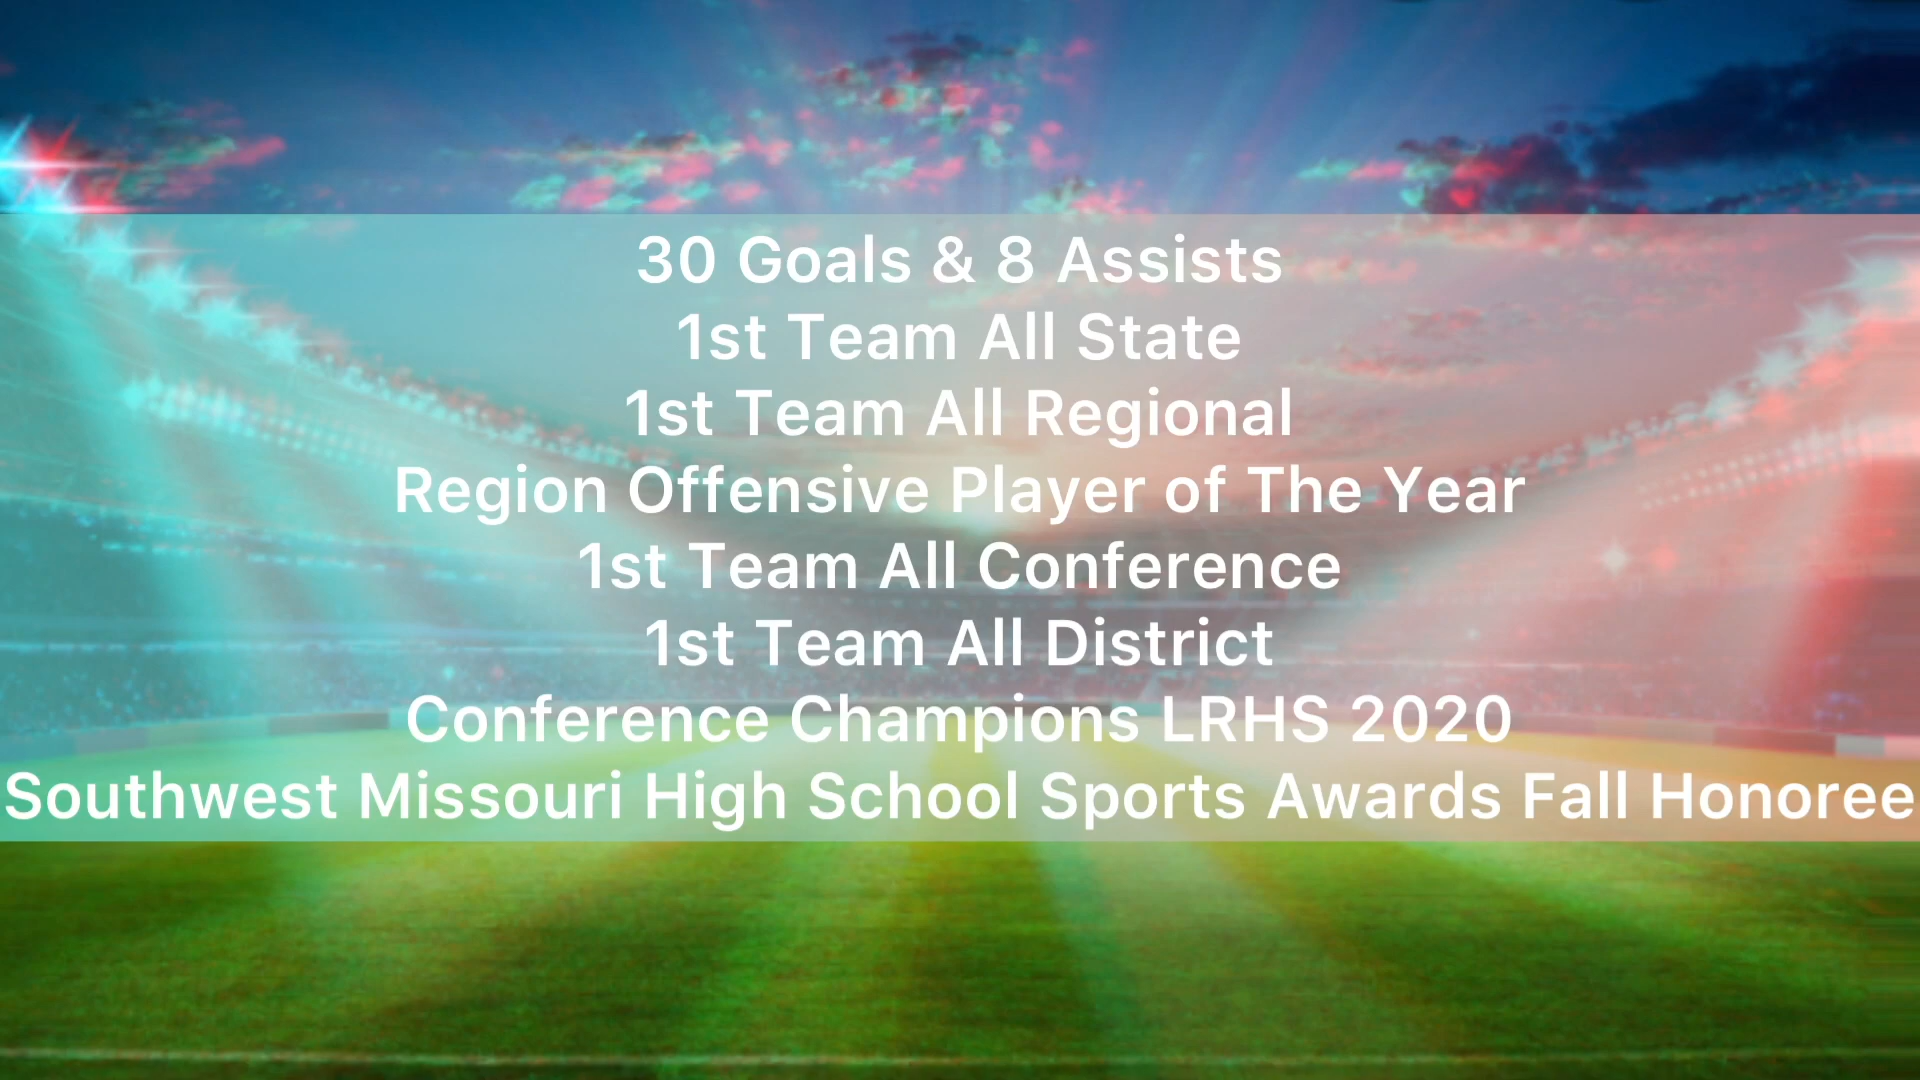 30 Goals & 8 Assists
1st Team All State
1st Team All Regional
Region Offensive Player of The Year
1st Team All Conference
1st Team All District
Conference Champions LRHS 2020
Southwest Missouri High School Sports Awards Fall Honoree